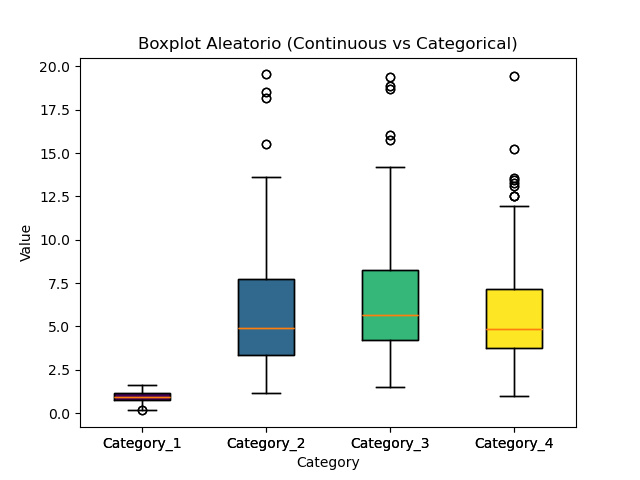 Boxplot Aleatorio (Continuous vs Categorical)
20.0
17.5
15.0
12.5
10.0
7.5
5.0
2.5
0.0
Value
Category_1 Category_2 Category_3 Category_4
Category